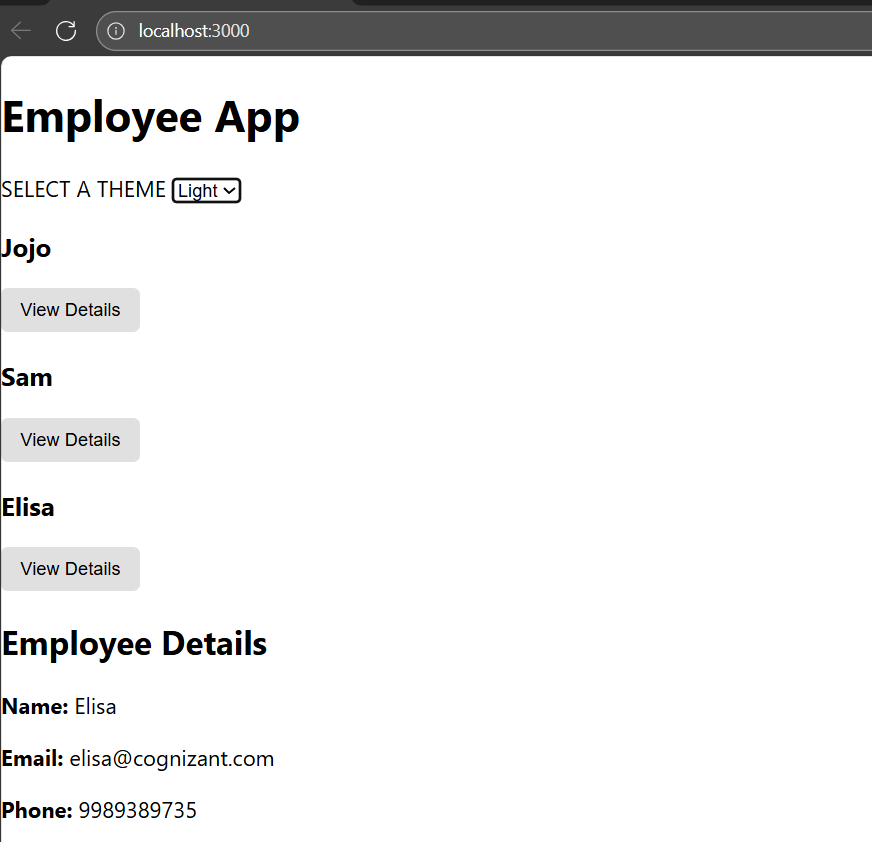 localhost:3000
Employee App
SELECT A THEME Light
Jojo
View Details
Sam
View Details
Elisa
View Details
Employee Details
Name: Elisa
Email: elisa@cognizant.com
Phone: 9989389735